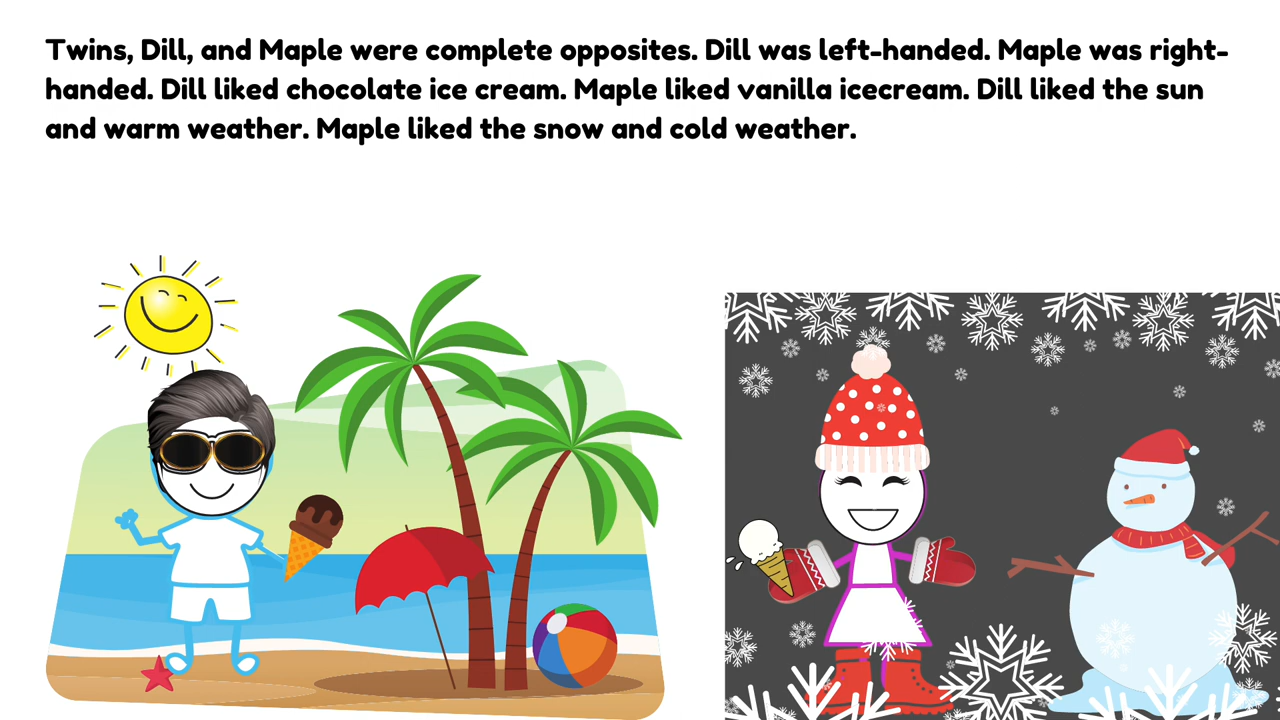 Twins, Dill, and Maple were complete opposites. Dill was left-handed. Maple was right-
handed. Dill liked chocolate ice cream. Maple liked vanilla icecream. Dill liked the sun
and warm weather. Maple liked the snow and cold weather.